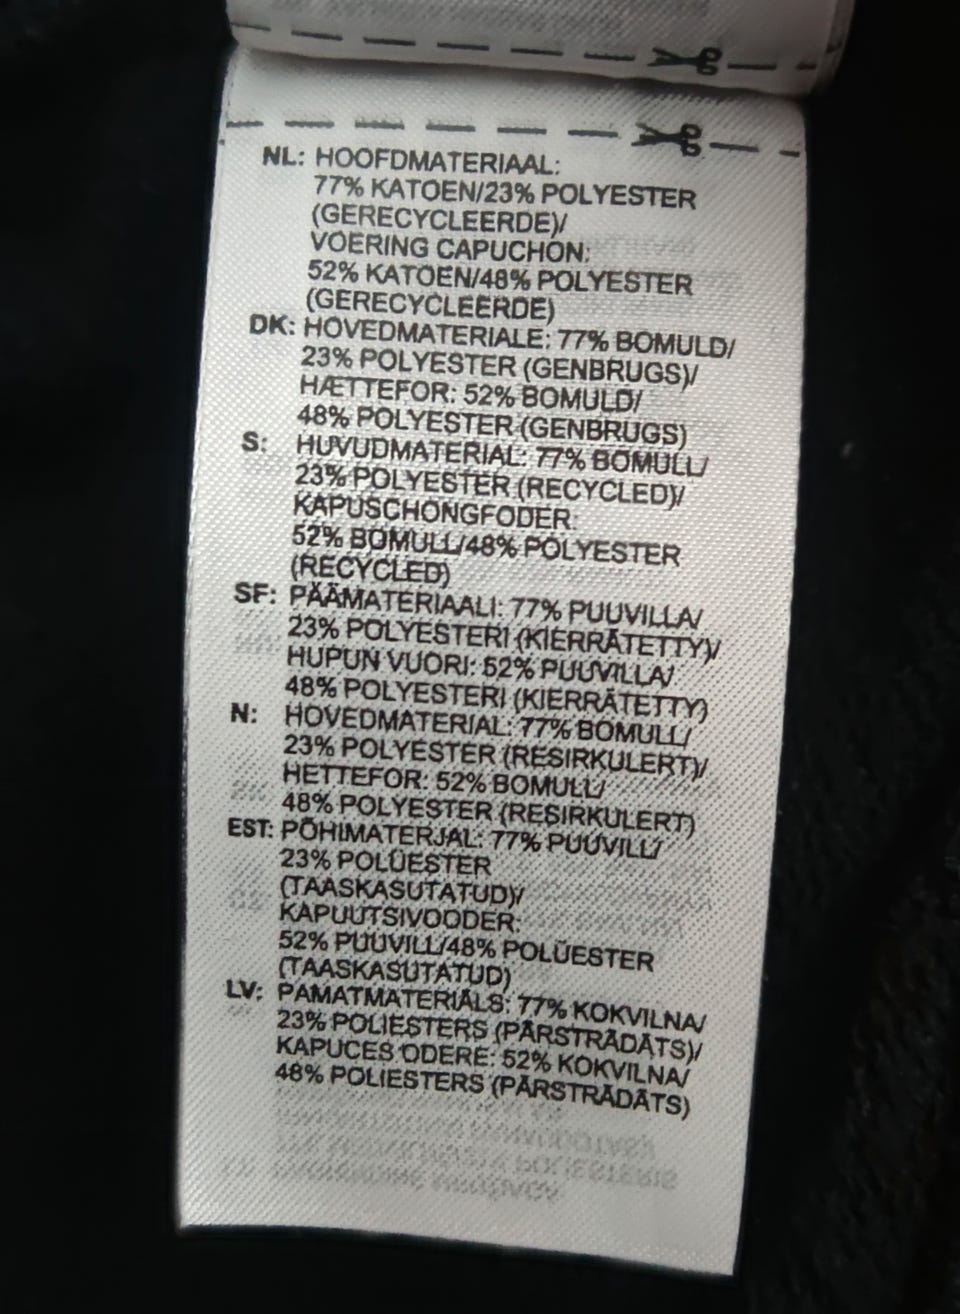 NL: HOOFDMATERIAAL:
77% KATOEN/23% POLYESTER
(GERECYCLEERDE)/
VOERING CAPUCHON:
52% KATOEN/48% POLYESTER
(GERECYCLEERDE)
DK: HOVEDMATERIALE: 77% BOMULD/
23% POLYESTER (GENBRUGS)/
HÆTTEFOR: 52% BOMULD/
48% POLYESTER (GENBRUGS)
S: HUVUDMATERIAL: 77% BOMULL/
23% POLYESTER (RECYCLED)/
KAPUSCHONGFODER:
52% BOMULL/48% POLYESTER
(RECYCLED)
SF: PÄÄMATERIAALI: 77% PUUVILLA/
23% POLYESTERI (KIERRÄTETTY)/
HUPUN VUORI: 52% PUUVILLA/
48% POLYESTERI (KIERRÄTETTY)
N: HOVEDMATERIAL: 77% BOMULL/
23% POLYESTER (RESIRKULERT)/
HETTEFOR: 52% BOMULL/
48% POLYESTER (RESIRKULERT)
EST: PÕHIMATERJAL: 77% PUUVILL/
23% POLÜESTER
(TAASKASUTATUD)/
KAPUUTSIVOODER:
52% PUUVILL/48% POLÜESTER
(TAASKASUTATUD)
LV: PAMATMATERIĀLS: 77% KOKVILNA/
23% POLIESTERS (PĀRSTRĀDĀTS)/
KAPUCES ODERE: 52% KOKVILNA/
48% POLIESTERS (PĀRSTRĀDĀTS)